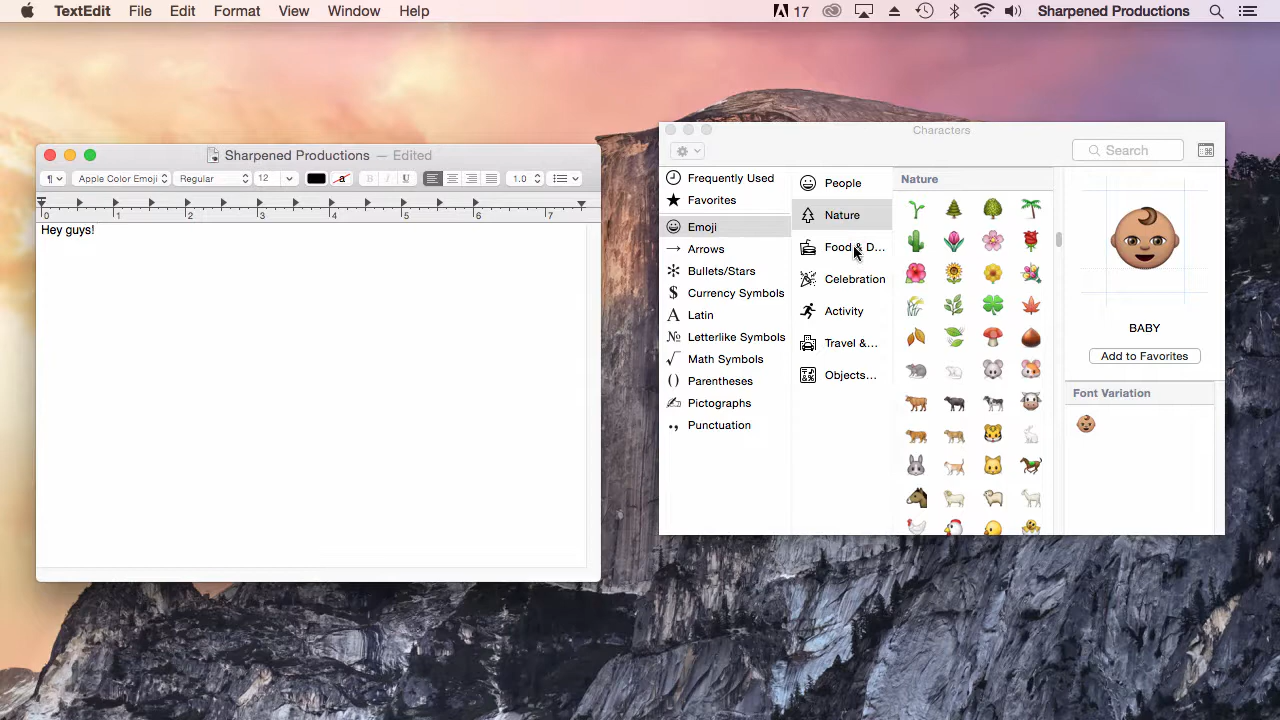 TextEdit File Edit Format View Window Help 17 Sharpened Productions
Sharpened Productions — Edited
¶ Apple Color Emoji Regular 12 a B I U 1.0
0 1 2 3 4 5 6 7
Hey guys!
Characters
Search
Frequently Used
Favorites
Emoji
→ Arrows
Bullets/Stars
$ Currency Symbols
A Latin
№ Letterlike Symbols
√ Math Symbols
() Parentheses
Pictographs
., Punctuation
People
Nature
Food & D...
Celebration
Activity
Travel &...
Objects...
Nature
BABY
Add to Favorites
Font Variation